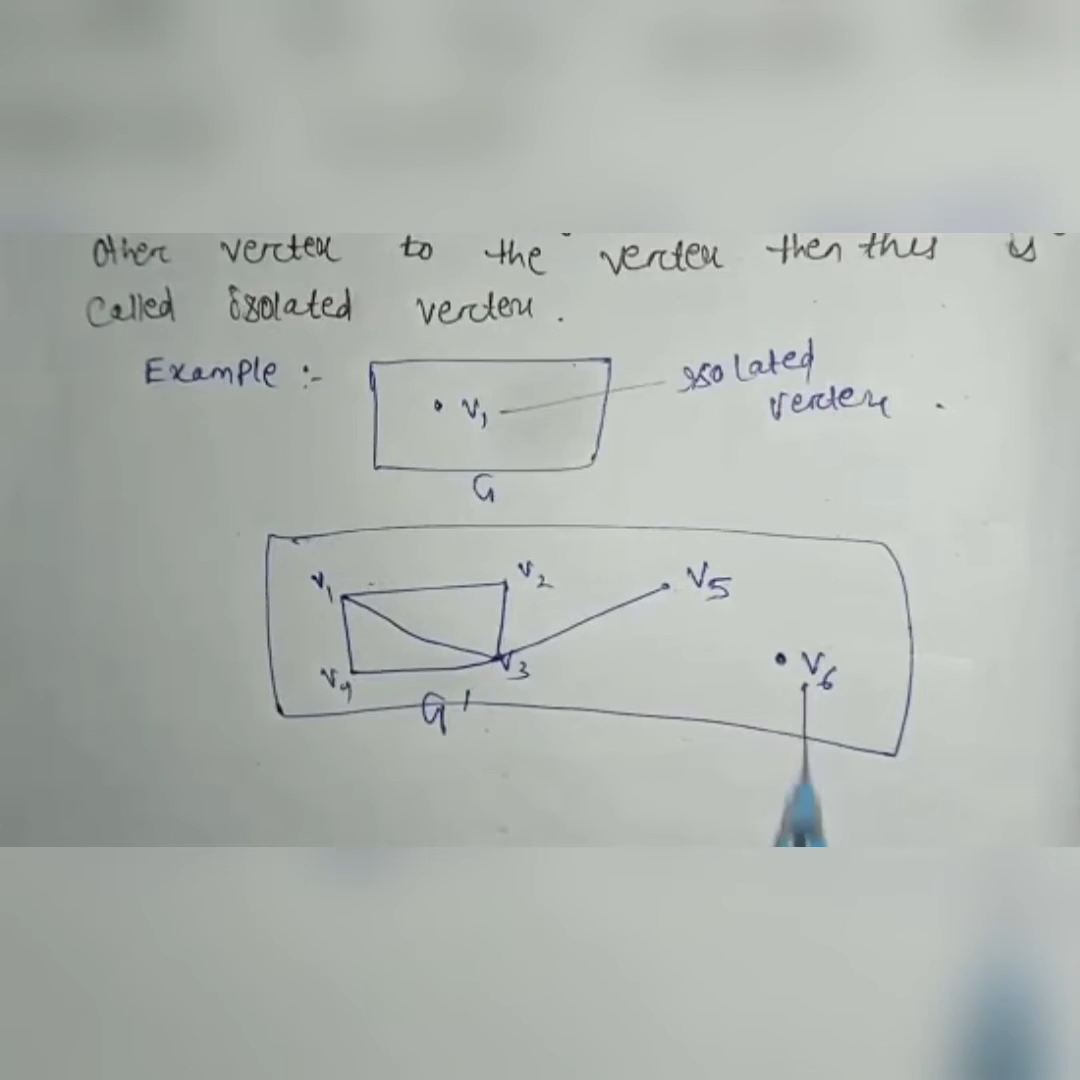 other vertex to the vertex then this is
called isolated vertex.
Example :-
isolated
vertex .
V1
G
V1
V2
V5
V3
V6
V4
G'